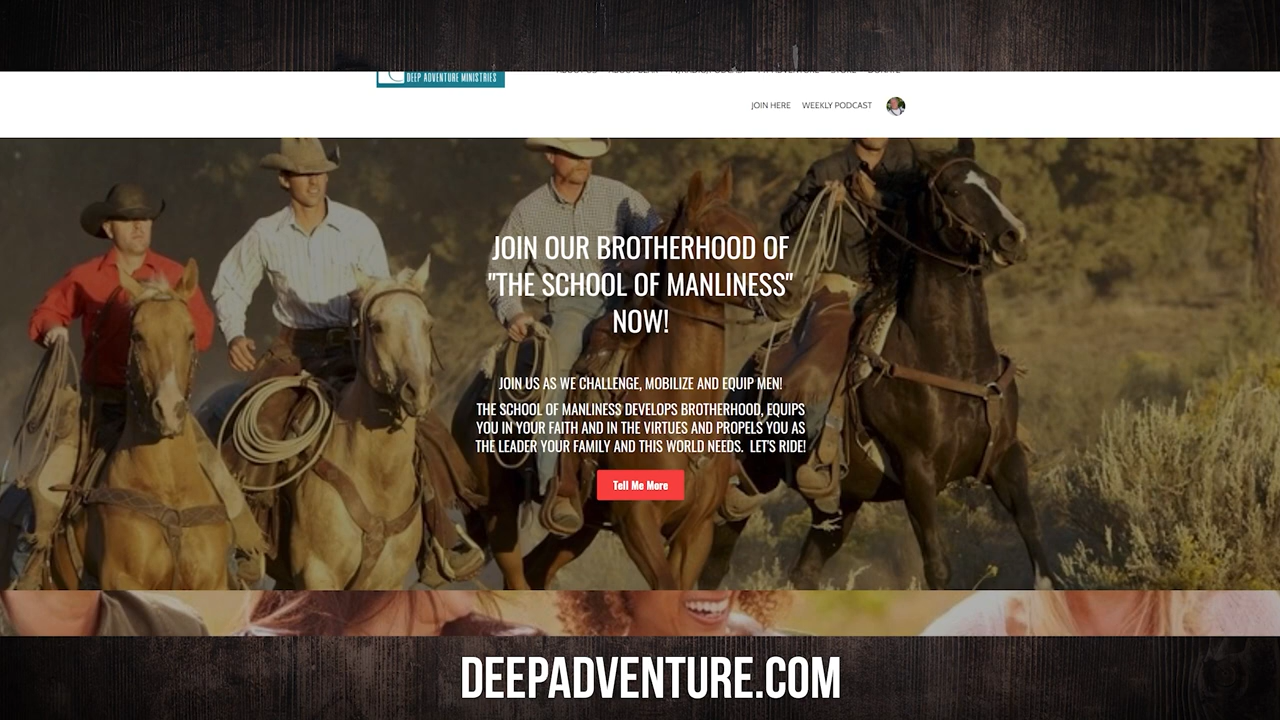 DEEP ADVENTURE MINISTRIES
JOIN HERE WEEKLY PODCAST
JOIN OUR BROTHERHOOD OF
"THE SCHOOL OF MANLINESS"
NOW!
JOIN US AS WE CHALLENGE, MOBILIZE AND EQUIP MEN!
THE SCHOOL OF MANLINESS DEVELOPS BROTHERHOOD, EQUIPS
YOU IN YOUR FAITH AND IN THE VIRTUES AND PROPELS YOU AS
THE LEADER YOUR FAMILY AND THIS WORLD NEEDS. LET'S RIDE!
Tell Me More
DEEPADVENTURE.COM